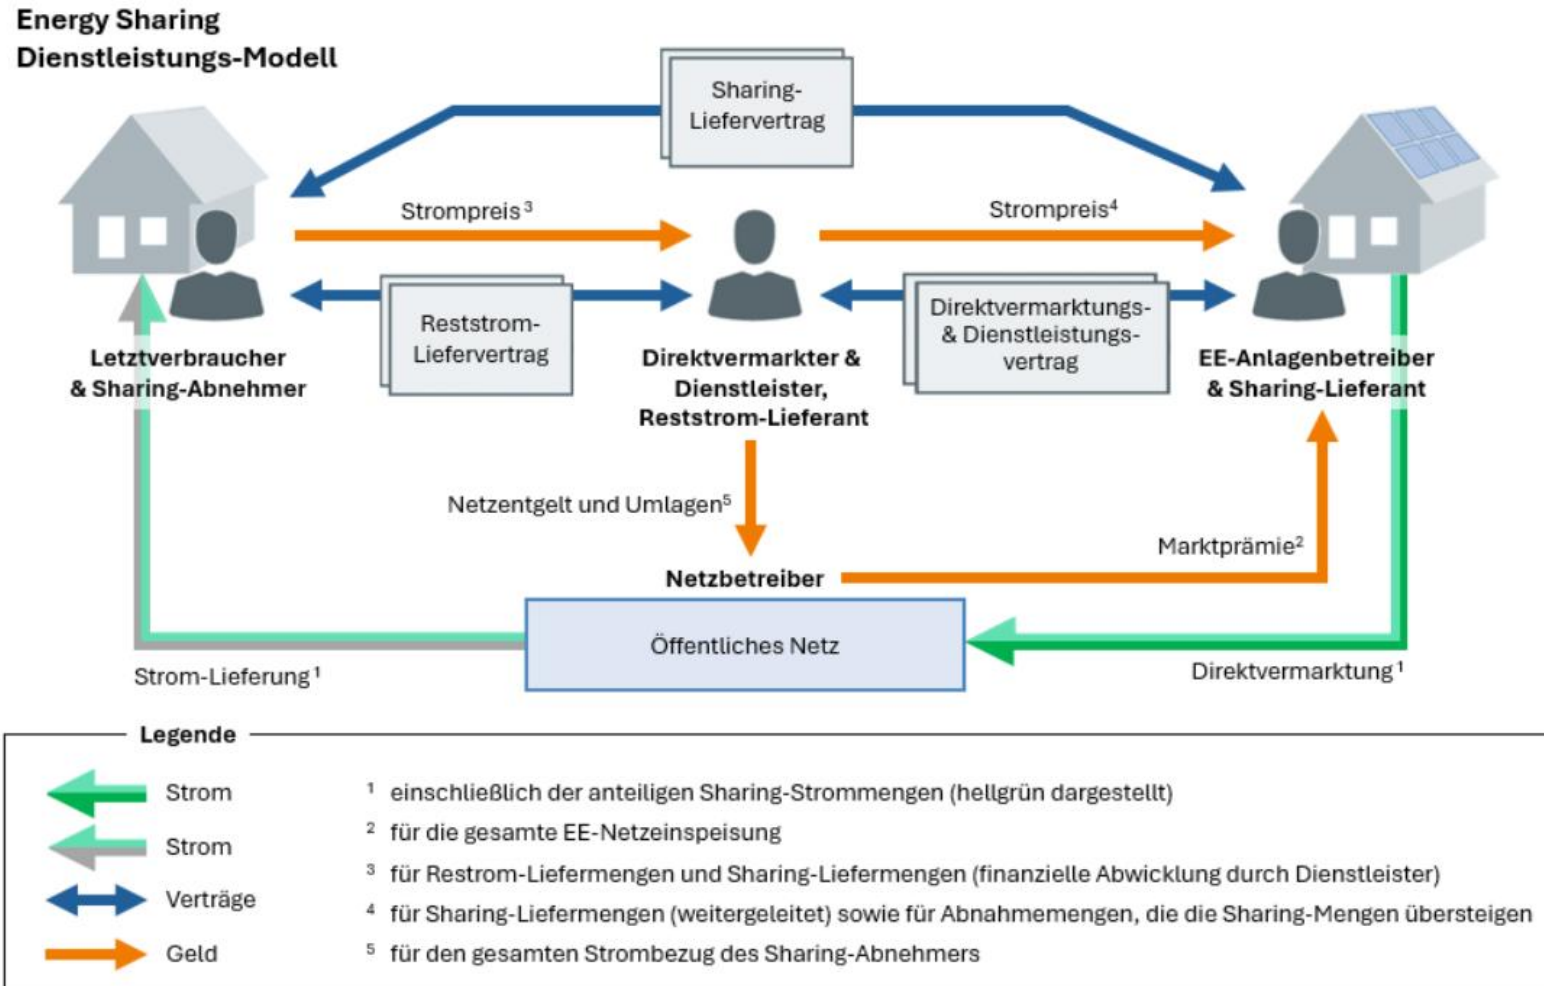 Energy Sharing
Dienstleistungs-Modell
Sharing-
Liefervertrag
Strompreis³
Strompreis⁴
Reststrom-
Liefervertrag
Direktvermarktungs-
& Dienstleistungs-
vertrag
Letztverbraucher
& Sharing-Abnehmer
Direktvermarkter &
Dienstleister,
Reststrom-Lieferant
EE-Anlagenbetreiber
& Sharing-Lieferant
Netzentgelt und Umlagen⁵
Marktprämie²
Netzbetreiber
Öffentliches Netz
Strom-Lieferung¹
Direktvermarktung¹
Legende
Strom
Strom
Verträge
Geld
¹ einschließlich der anteiligen Sharing-Strommengen (hellgrün dargestellt)
² für die gesamte EE-Netzeinspeisung
³ für Restrom-Liefermengen und Sharing-Liefermengen (finanzielle Abwicklung durch Dienstleister)
⁴ für Sharing-Liefermengen (weitergeleitet) sowie für Abnahmemengen, die die Sharing-Mengen übersteigen
⁵ für den gesamten Strombezug des Sharing-Abnehmers